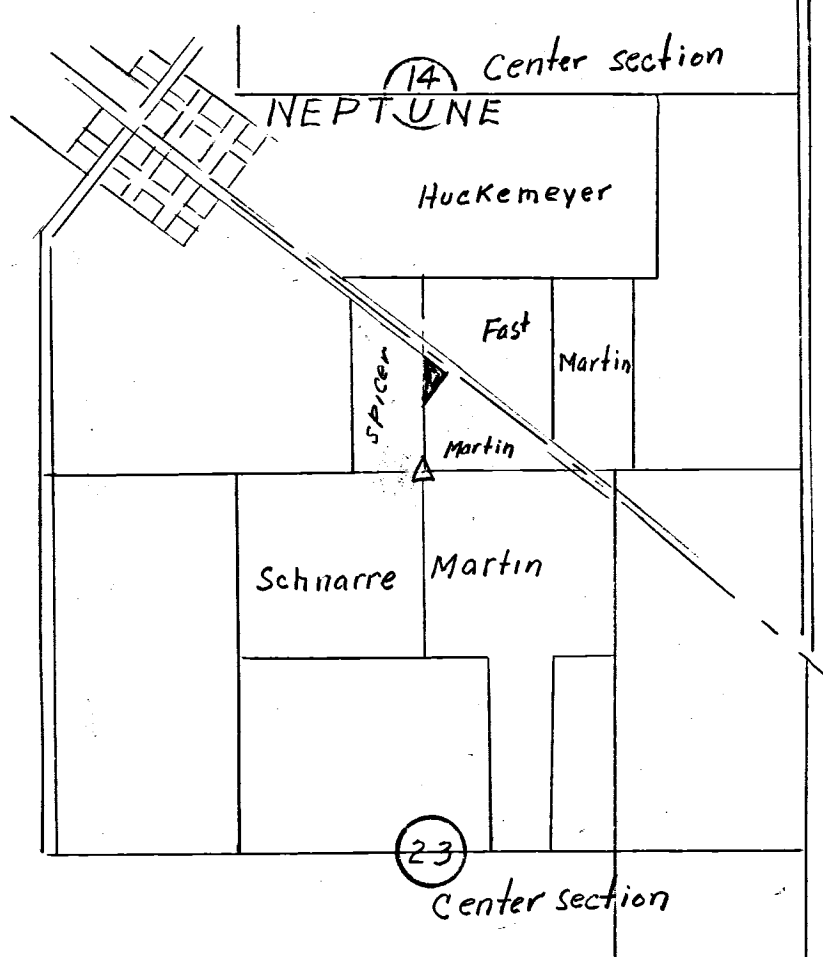 14 Center section
NEPTUNE
Huckemeyer
Fast
Martin
Spicer
Martin
Schnarre
Martin
23
Center section